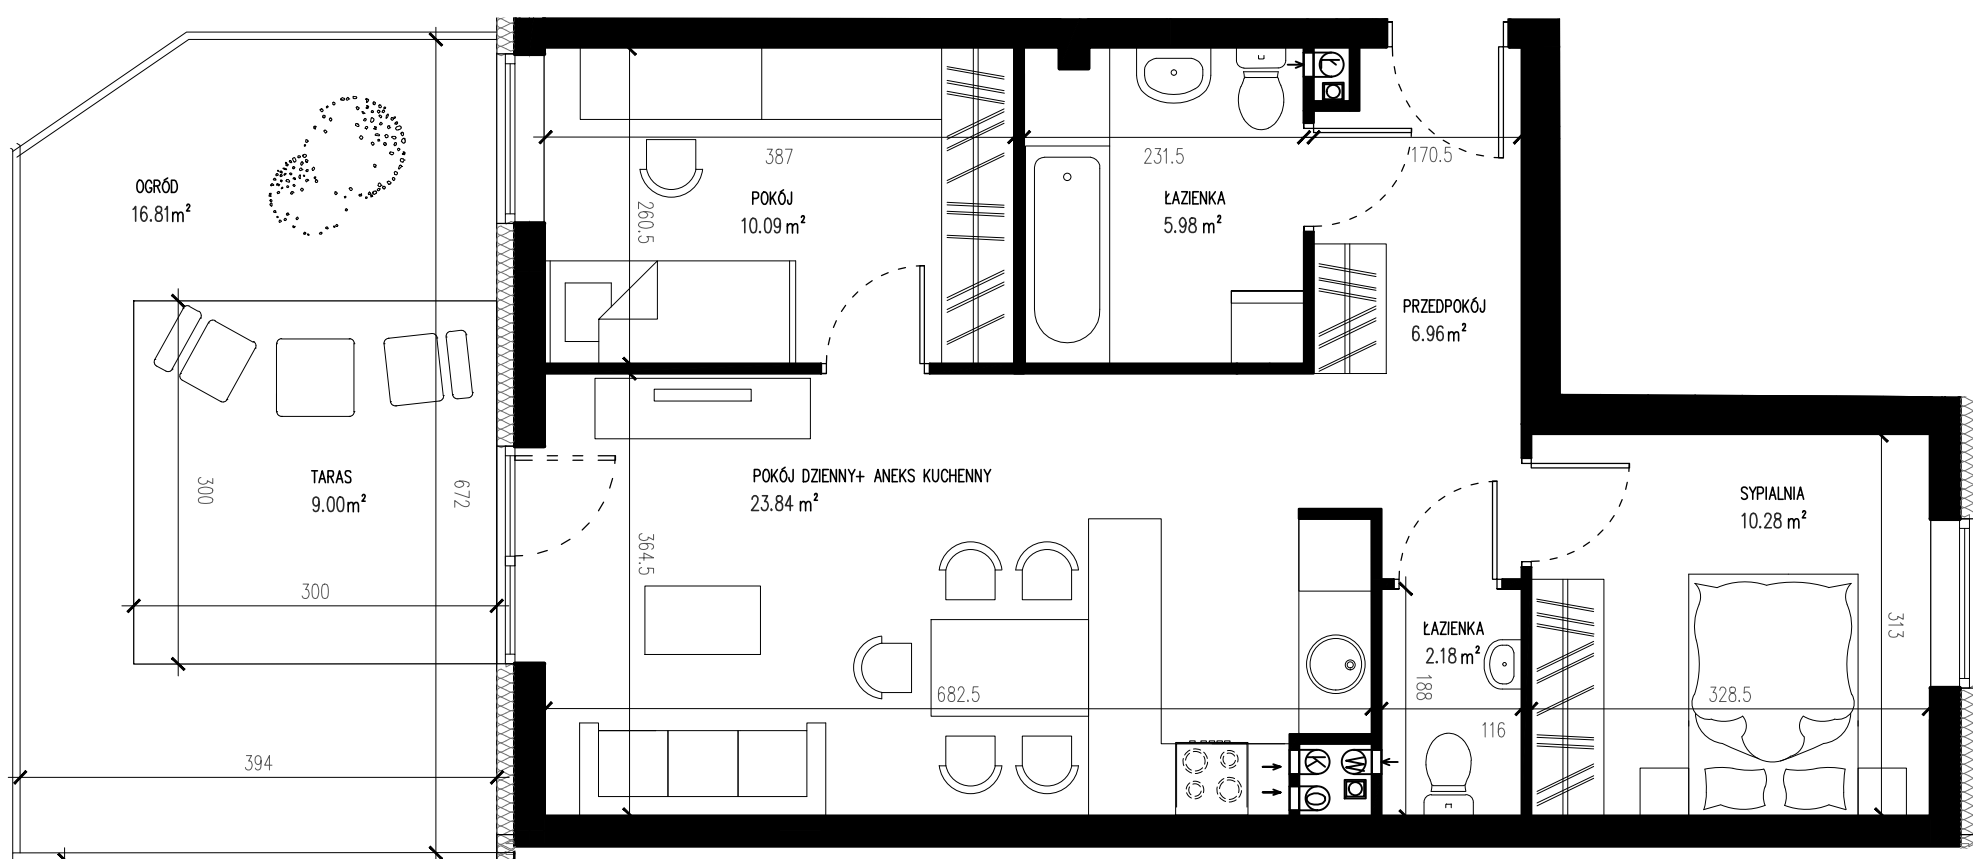 OGRÓD
16.81m²
387
260.5
POKÓJ
10.09 m²
231.5
ŁAZIENKA
5.98 m²
Ł
170.5
PRZEDPOKÓJ
6.96m²
TARAS
9.00m²
300
300
672
394
POKÓJ DZIENNY+ ANEKS KUCHENNY
23.84 m²
364.5
682.5
K
W
O
ŁAZIENKA
2.18 m²
188
116
SYPIALNIA
10.28 m²
313
328.5